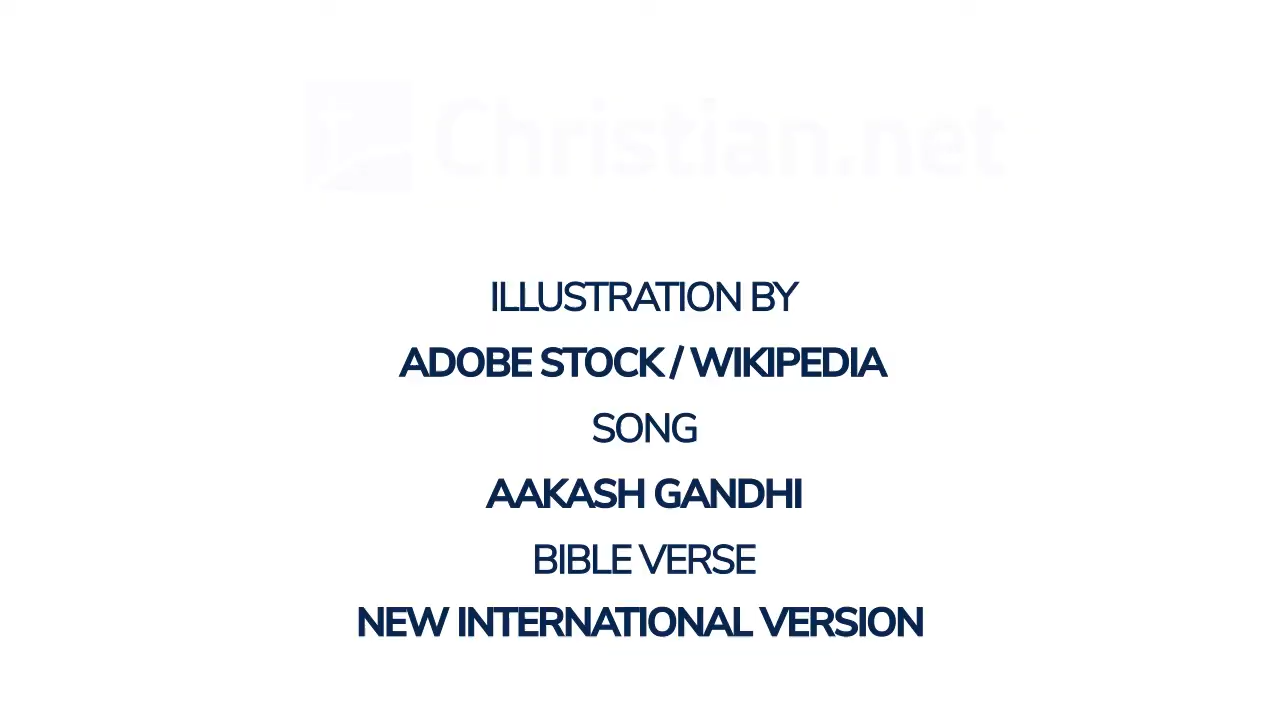 Christian.net
ILLUSTRATION BY
ADOBE STOCK / WIKIPEDIA
SONG
AAKASH GANDHI
BIBLE VERSE
NEW INTERNATIONAL VERSION